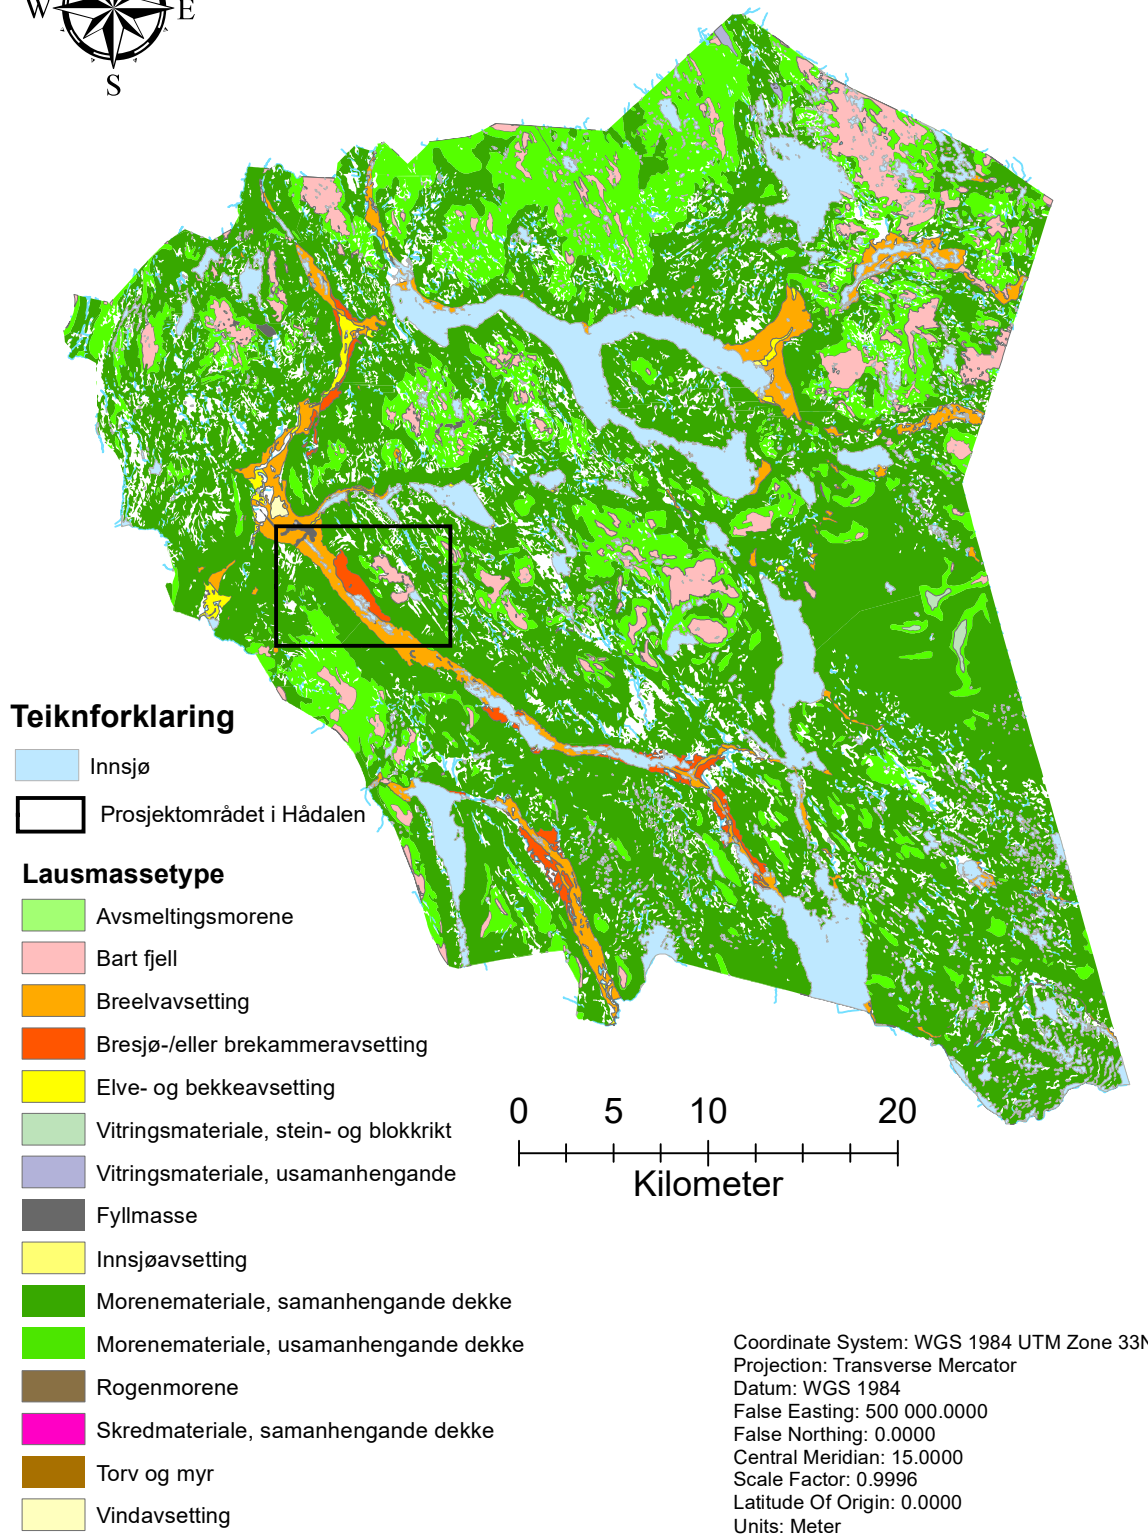 W E
S
Teiknforklaring
Innsjø
Prosjektområdet i Hådalen
Lausmassetype
Avsmeltingsmorene
Bart fjell
Breelvavsetting
Bresjø-/eller brekammeravsetting
Elve- og bekkeavsetting
Vitringsmateriale, stein- og blokkrikt
Vitringsmateriale, usamanhengande
Fyllmasse
Innsjøavsetting
Morenemateriale, samanhengande dekke
Morenemateriale, usamanhengande dekke
Rogenmorene
Skredmateriale, samanhengande dekke
Torv og myr
Vindavsetting
0 5 10 20
Kilometer
Coordinate System: WGS 1984 UTM Zone 33N
Projection: Transverse Mercator
Datum: WGS 1984
False Easting: 500 000.0000
False Northing: 0.0000
Central Meridian: 15.0000
Scale Factor: 0.9996
Latitude Of Origin: 0.0000
Units: Meter